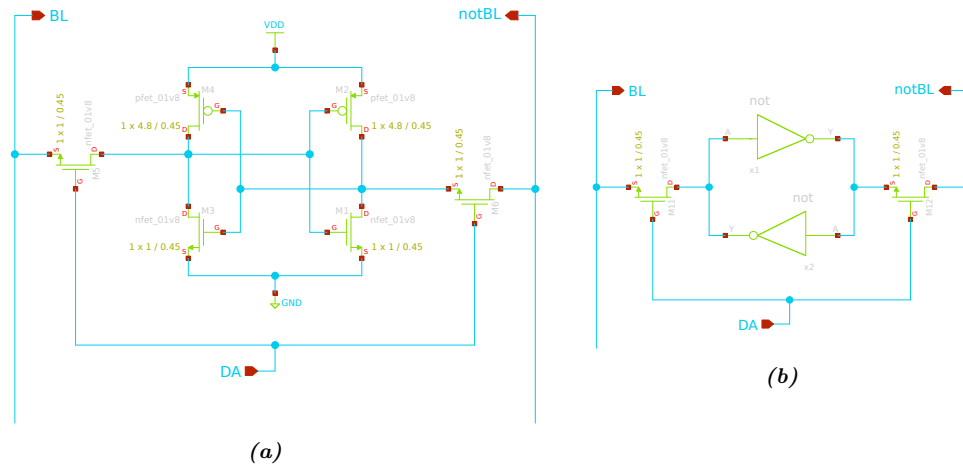 BL
notBL
VDD
S
pfet_01v8
M4
G
1 x 4.8 / 0.45
D
S
M2
pfet_01v8
G
1 x 4.8 / 0.45
D
1 x 1 / 0.45
nfet_01v8
S
D
G
M5
D
nfet_01v8
M3
G
1 x 1 / 0.45
S
D
M1
nfet_01v8
G
1 x 1 / 0.45
S
1 x 1 / 0.45
nfet_01v8
S
D
G
M6
GND
DA
(a)
BL
notBL
not
A
Y
x1
1 x 1 / 0.45
nfet_01v8
S
D
G
M11
not
Y
A
x2
1 x 1 / 0.45
nfet_01v8
S
D
G
M12
DA
(b)